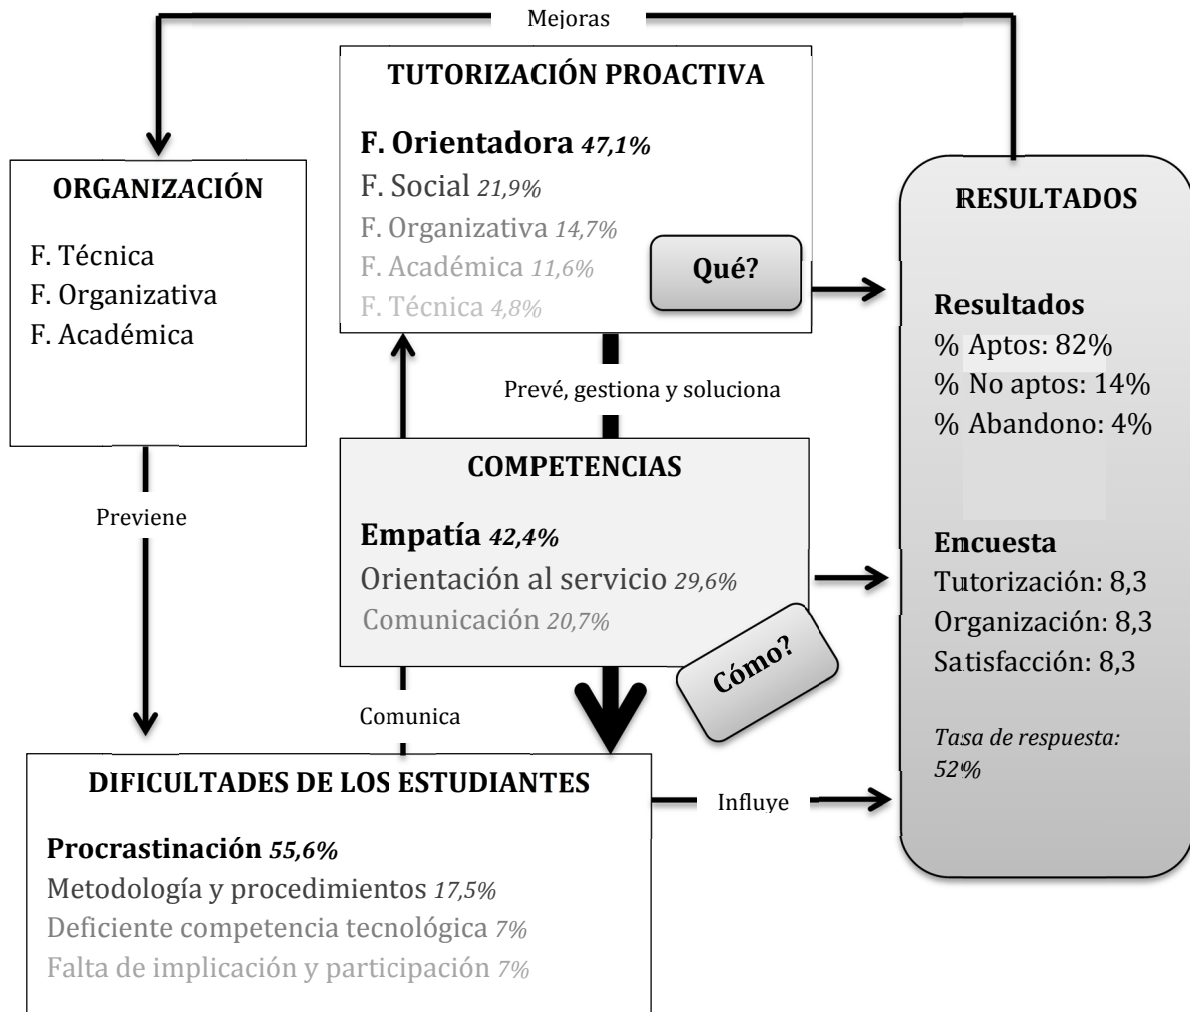 Mejoras
TUTORIZACIÓN PROACTIVA
F. Orientadora 47,1%
F. Social 21,9%
F. Organizativa 14,7%
F. Académica 11,6%
F. Técnica 4,8%
Qué?
ORGANIZACIÓN
F. Técnica
F. Organizativa
F. Académica
Prevé, gestiona y soluciona
COMPETENCIAS
Empatía 42,4%
Orientación al servicio 29,6%
Comunicación 20,7%
Cómo?
Previene
Comunica
DIFICULTADES DE LOS ESTUDIANTES
Procrastinación 55,6%
Metodología y procedimientos 17,5%
Deficiente competencia tecnológica 7%
Falta de implicación y participación 7%
Influye
RESULTADOS
Resultados
% Aptos: 82%
% No aptos: 14%
% Abandono: 4%
Encuesta
Tutorización: 8,3
Organización: 8,3
Satisfacción: 8,3
Tasa de respuesta:
52%